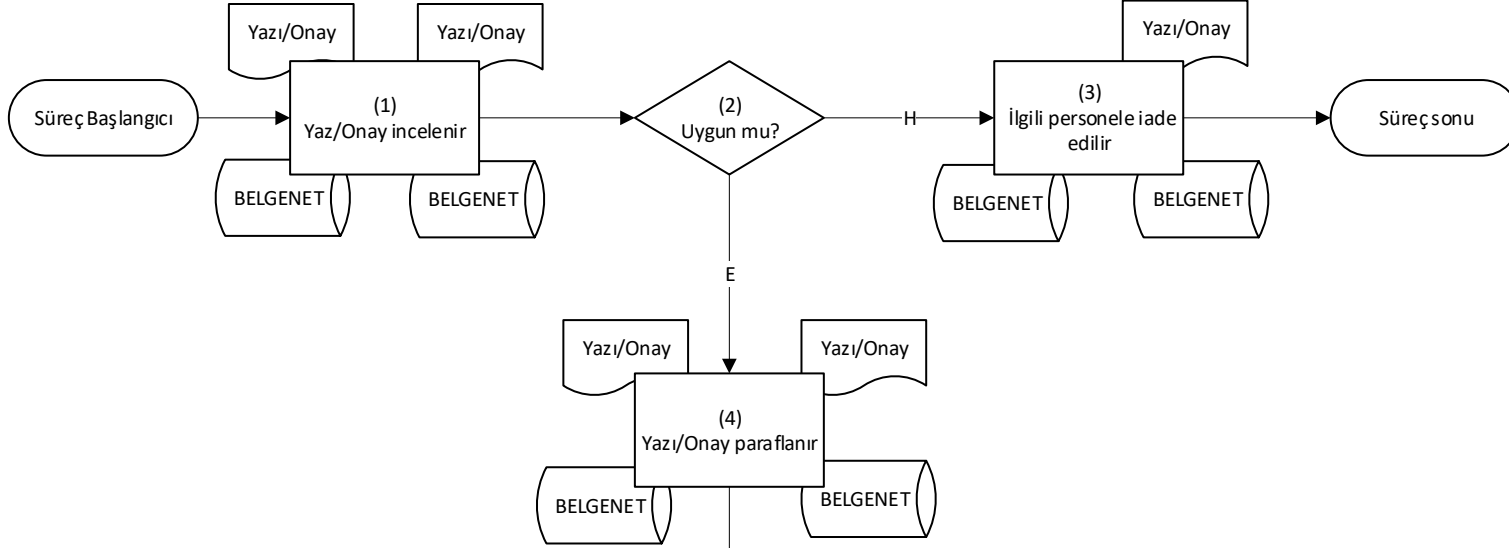 Yazı/Onay
Yazı/Onay
Yazı/Onay
Süreç Başlangıcı
(1)
Yaz/Onay incelenir
(2)
Uygun mu?
H
(3)
İlgili personele iade
edilir
Süreç sonu
BELGENET
BELGENET
BELGENET
BELGENET
E
Yazı/Onay
Yazı/Onay
(4)
Yazı/Onay paraflanır
BELGENET
BELGENET